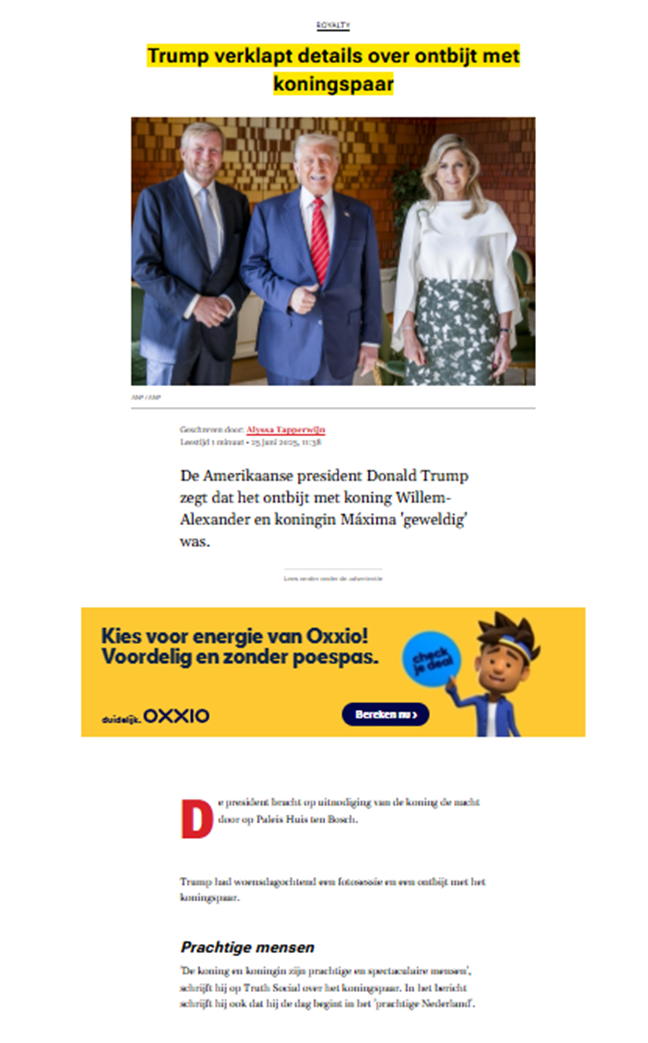 ROYALTY
Trump verklapt details over ontbijt met
koningspaar
ANP / ANP
Geschreven door: Alyssa Tapperwijn
Leestijd 1 minuut • 25 juni 2025, 11:38
De Amerikaanse president Donald Trump
zegt dat het ontbijt met koning Willem-
Alexander en koningin Máxima 'geweldig'
was.
Lees verder onder de advertentie
Kies voor energie van Oxxio!
Voordelig en zonder poespas.
check
je deal
duidelijk. OXXIO
Bereken nu ›
De president bracht op uitnodiging van de koning de nacht
door op Paleis Huis ten Bosch.
Trump had woensdagochtend een fotosessie en een ontbijt met het
koningspaar.
Prachtige mensen
'De koning en koningin zijn prachtige en spectaculaire mensen',
schrijft hij op Truth Social over het koningspaar. In het bericht
schrijft hij ook dat hij de dag begint in het 'prachtige Nederland'.